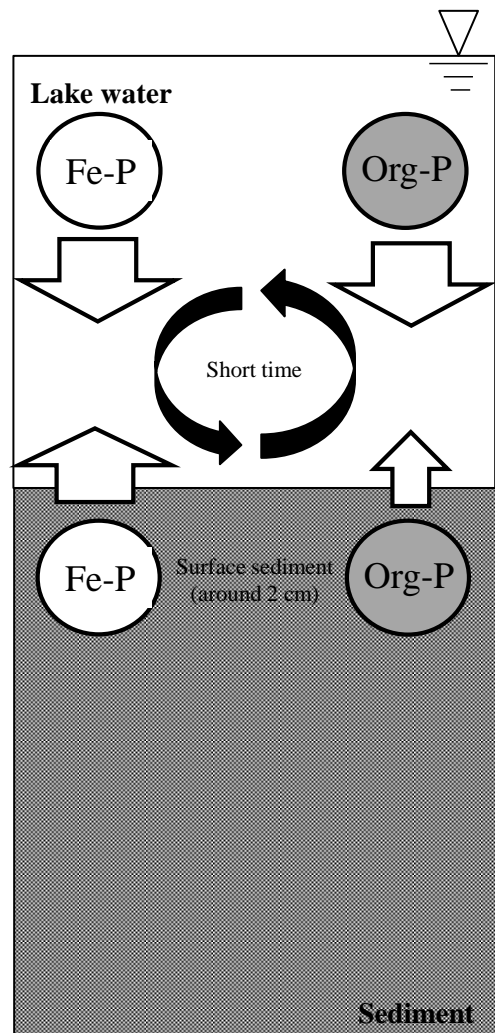 Lake water
Fe-P
Org-P
Short time
Fe-P
Surface sediment
(around 2 cm)
Org-P
Sediment